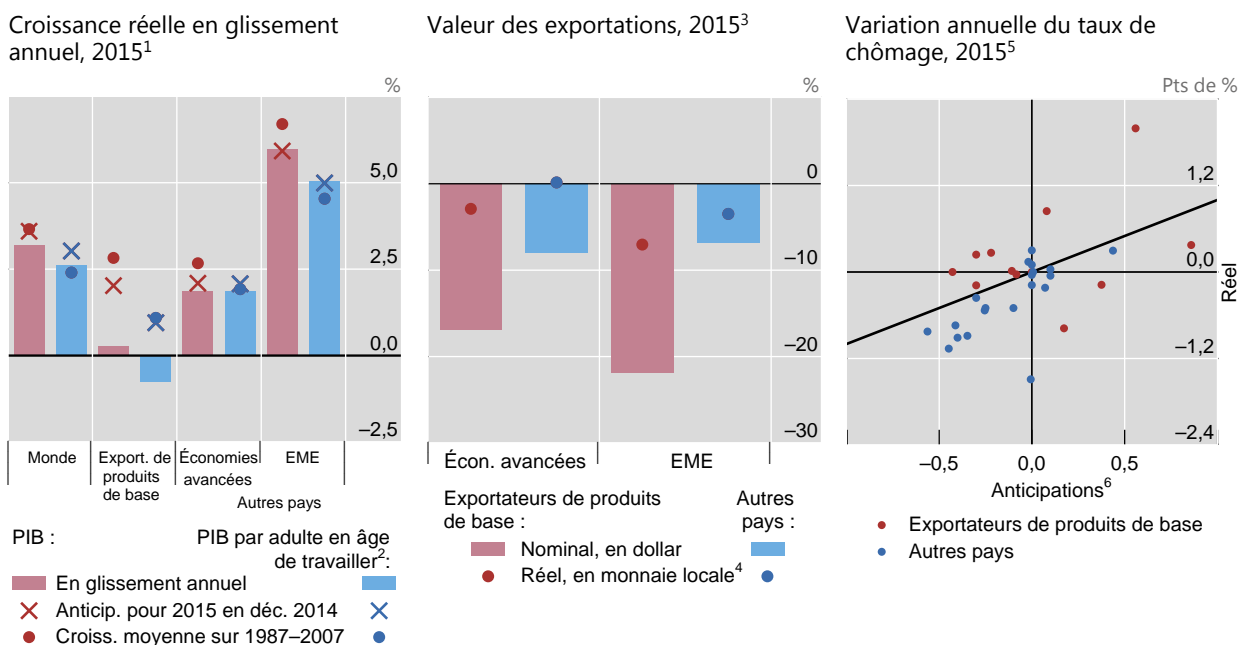 Croissance réelle en glissement
annuel, 2015¹
%
5,0
2,5
0,0
–2,5
Monde
Export. de
produits
de base
Économies
avancées
EME
Autres pays
PIB :
PIB par adulte en âge
de travailler²:
En glissement annuel
Anticip. pour 2015 en déc. 2014
Croiss. moyenne sur 1987–2007
Valeur des exportations, 2015³
%
0
–10
–20
–30
Écon. avancées
EME
Exportateurs de produits
de base :
Autres
pays :
Nominal, en dollar
Réel, en monnaie locale⁴
Variation annuelle du taux de
chômage, 2015⁵
Pts de %
1,2
0,0
–1,2
–2,4
Réel
–0,5
0,0
0,5
Anticipations⁶
Exportateurs de produits de base
Autres pays